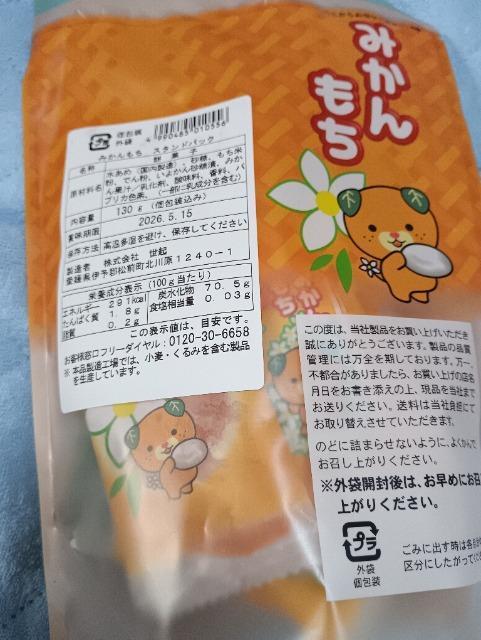 みかん
もち
個包装
外袋
4 990485 010556
みかんもち スタンドパック
名称 餅菓子
原材料名 水あめ(国内製造)、砂糖、もち米
粉、でん粉、いよかん砂糖漬、みか
ん果汁/乳化剤、酸味料、香料、パ
プリカ色素、(一部に乳成分を含む)
内容量 130g(個包装込み)
賞味期限 2026.5.15
保存方法 高温多湿を避け、保存してください
製造者 株式会社 世起
愛媛県伊予郡松前町北川原1240-1
栄養成分表示(100g当たり)
エネルギー 291kcal 炭水化物 70.5g
たんぱく質 1.8g 食塩相当量 0.03g
脂質 0.2g
この表示値は、目安です。
お客様窓口フリーダイヤル:0120-30-6658
※本品製造工場では、小麦・くるみを含む製品
を生産しています。
この度は、当社製品をお買い上げいただき
誠にありがとうございます。製品の品質
管理には万全を期しております。万一、
不都合がありましたら、お買い上げの店名
月日をお書き添えの上、現品を当社まで
お送りください。送料は当社負担にて
お取り替えさせていただきます。
のどに詰まらせないように、よくかんで
お召し上がりください。
※外袋開封後は、お早めにお召
上がりください。
プラ
外袋
個包装
ごみに出す時は各自
区分にしたがってくだ